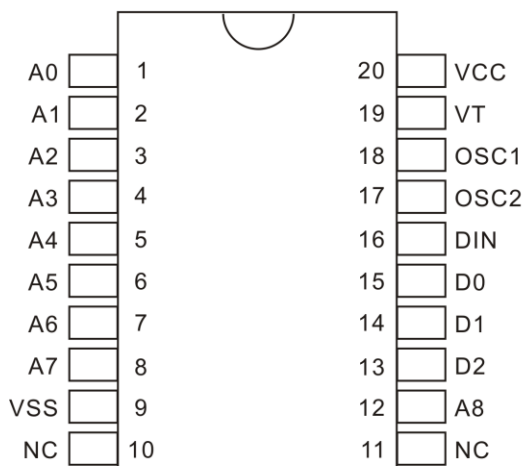 A0 1 20 VCC
A1 2 19 VT
A2 3 18 OSC1
A3 4 17 OSC2
A4 5 16 DIN
A5 6 15 D0
A6 7 14 D1
A7 8 13 D2
VSS 9 12 A8
NC 10 11 NC